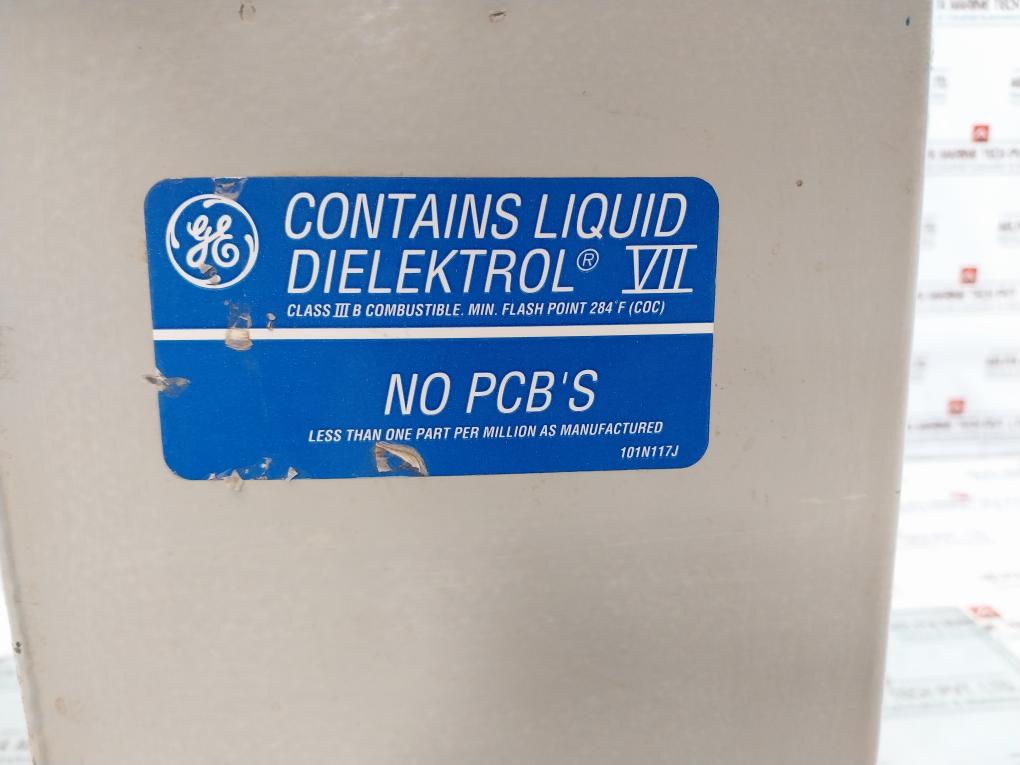 GE
CONTAINS LIQUID
DIELEKTROL® VII
CLASS III B COMBUSTIBLE. MIN. FLASH POINT 284°F (COC)
NO PCB'S
LESS THAN ONE PART PER MILLION AS MANUFACTURED
101N117J